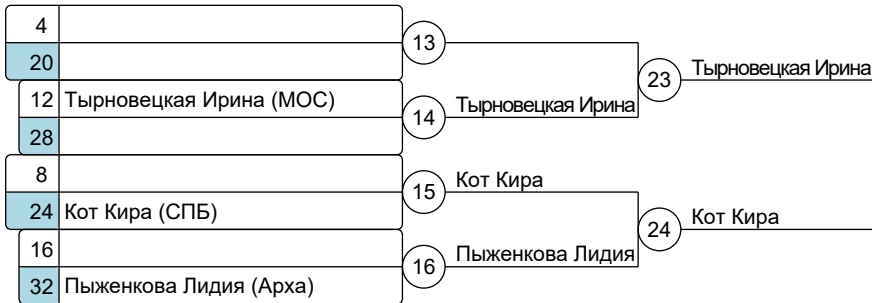 4
13
20
23 Тырновецкая Ирина
12 Тырновецкая Ирина (МОС)
14 Тырновецкая Ирина
28
8
15 Кот Кира
24 Кот Кира (СПБ)
24 Кот Кира
16
16 Пыженкова Лидия
32 Пыженкова Лидия (Арха)